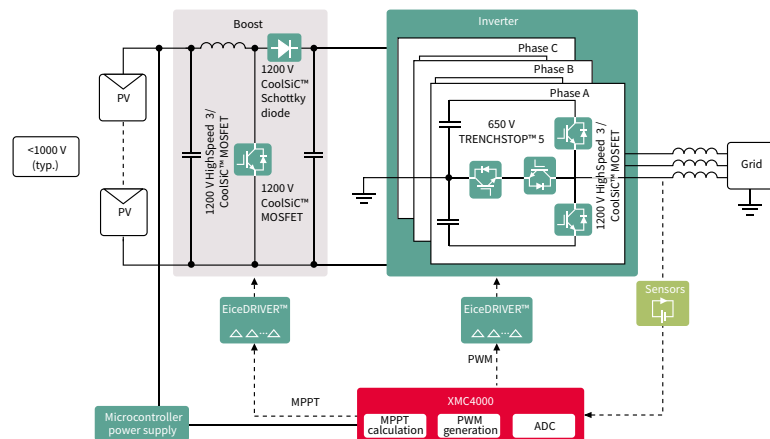 Boost
Inverter
Phase C
Phase B
Phase A
PV
PV
<1000 V
(typ.)
1200 V HighSpeed 3/
CoolSiC™ MOSFET
1200 V
CoolSiC™
Schottky
diode
1200 V
CoolSiC™
MOSFET
650 V
TRENCHSTOP™ 5
1200 V HighSpeed 3 /
CoolSiC™ MOSFET
Grid
Sensors
EiceDRIVER™
EiceDRIVER™
PWM
MPPT
Microcontroller
power supply
XMC4000
MPPT
calculation
PWM
generation
ADC